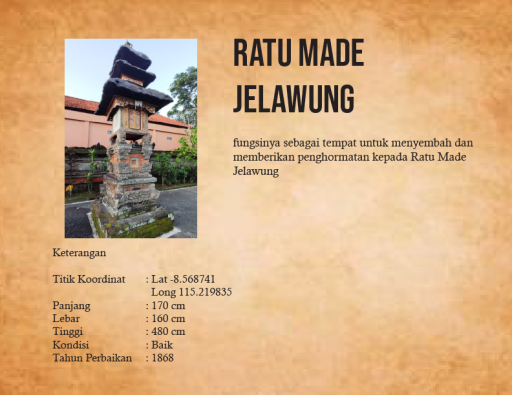 RATU MADE
JELAWUNG
fungsinya sebagai tempat untuk menyembah dan
memberikan penghormatan kepada Ratu Made
Jelawung
Keterangan
Titik Koordinat : Lat -8.568741
Long 115.219835
Panjang : 170 cm
Lebar : 160 cm
Tinggi : 480 cm
Kondisi : Baik
Tahun Perbaikan : 1868